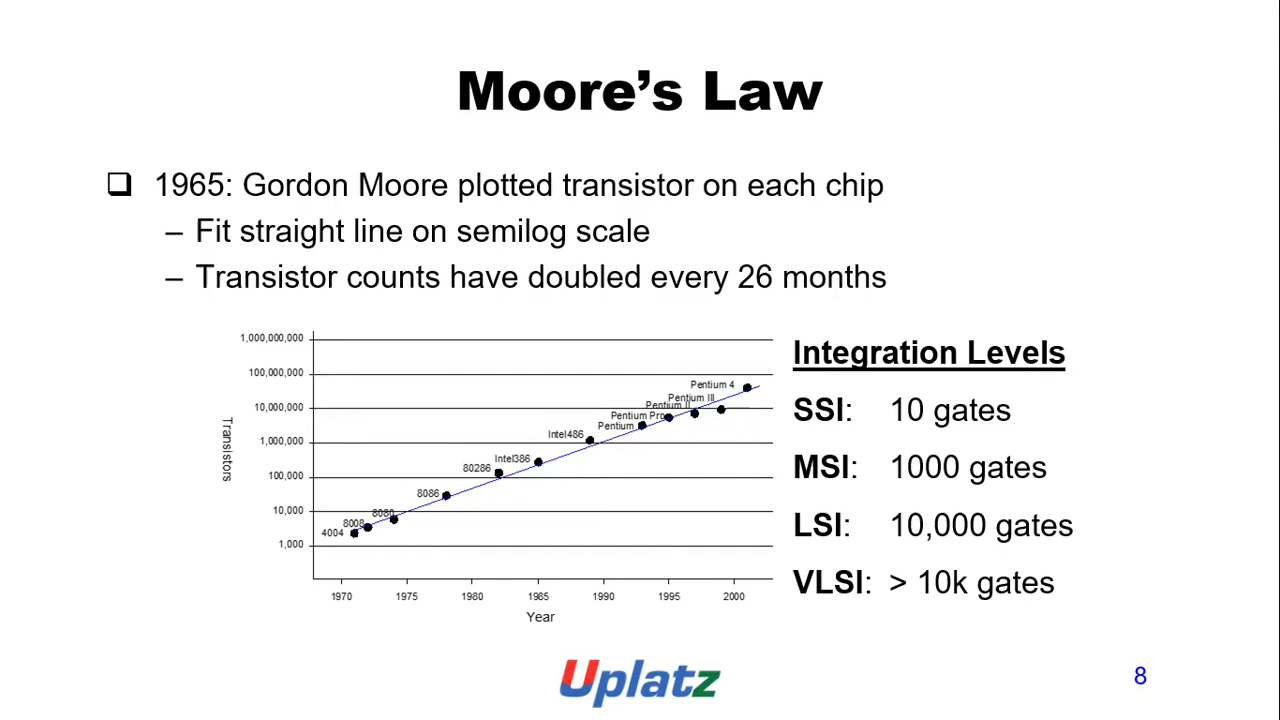 Moore's Law
❑ 1965: Gordon Moore plotted transistor on each chip
– Fit straight line on semilog scale
– Transistor counts have doubled every 26 months
1,000,000,000
100,000,000
10,000,000
1,000,000
100,000
10,000
1,000
Transistors
4004
8008
8080
8086
80286
Intel386
Intel486
Pentium
Pentium Pro
Pentium II
Pentium III
Pentium 4
1970 1975 1980 1985 1990 1995 2000
Year
Integration Levels
SSI: 10 gates
MSI: 1000 gates
LSI: 10,000 gates
VLSI: > 10k gates
Uplatz
8